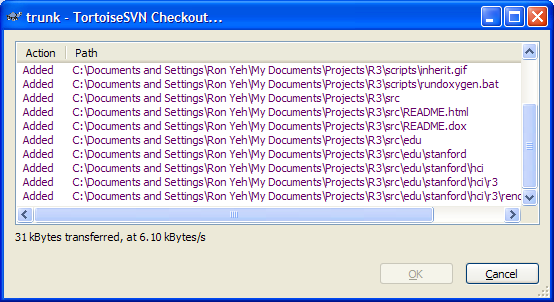 trunk - TortoiseSVN Checkout...
Action Path
Added C:\Documents and Settings\Ron Yeh\My Documents\Projects\R3\scripts\inherit.gif
Added C:\Documents and Settings\Ron Yeh\My Documents\Projects\R3\scripts\rundoxygen.bat
Added C:\Documents and Settings\Ron Yeh\My Documents\Projects\R3\src
Added C:\Documents and Settings\Ron Yeh\My Documents\Projects\R3\src\README.html
Added C:\Documents and Settings\Ron Yeh\My Documents\Projects\R3\src\README.dox
Added C:\Documents and Settings\Ron Yeh\My Documents\Projects\R3\src\edu
Added C:\Documents and Settings\Ron Yeh\My Documents\Projects\R3\src\edu\stanford
Added C:\Documents and Settings\Ron Yeh\My Documents\Projects\R3\src\edu\stanford\hci
Added C:\Documents and Settings\Ron Yeh\My Documents\Projects\R3\src\edu\stanford\hci\r3
Added C:\Documents and Settings\Ron Yeh\My Documents\Projects\R3\src\edu\stanford\hci\r3\rend
31 kBytes transferred, at 6.10 kBytes/s
OK Cancel